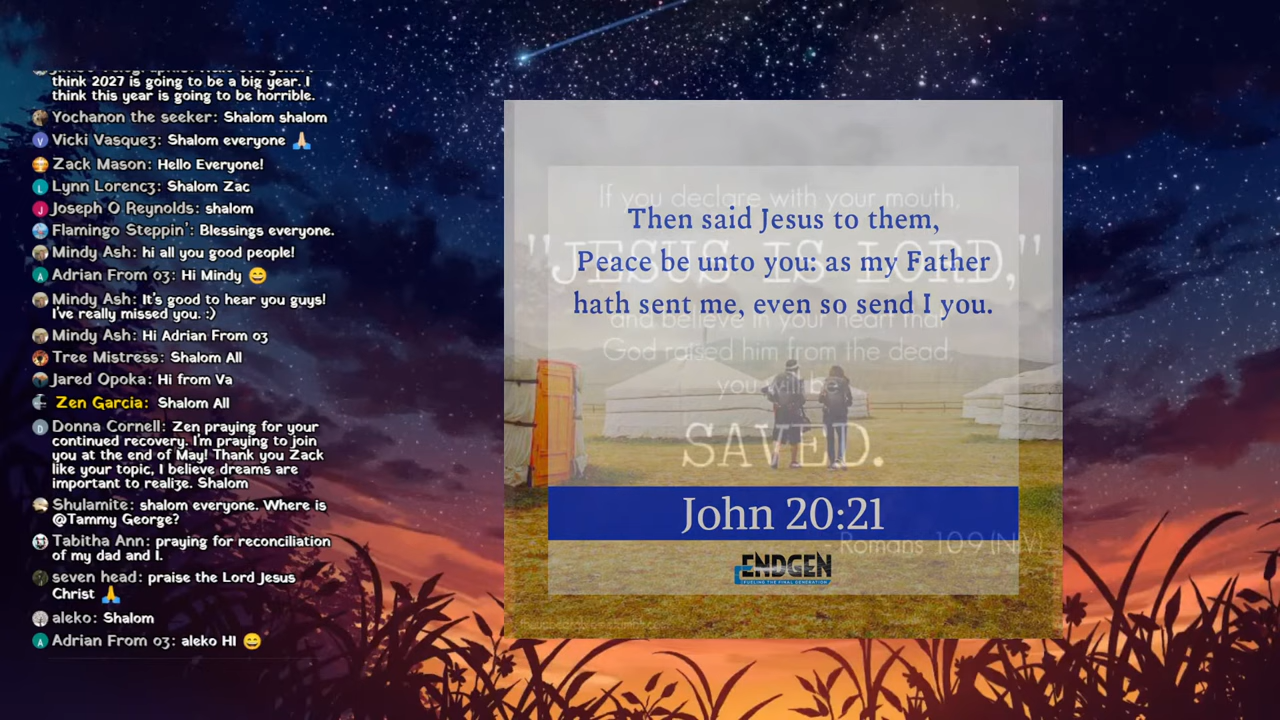 think 2027 is going to be a big year. I
think this year is going to be horrible.
Yochanon the seeker: Shalom shalom
V Vicki Vasquez: Shalom everyone 🙏
Zack Mason: Hello Everyone!
L Lynn Lorencz: Shalom Zac
J Joseph O Reynolds: shalom
Flamingo Steppin': Blessings everyone.
Mindy Ash: hi all you good people!
A Adrian From 03: Hi Mindy 😄
Mindy Ash: It's good to hear you guys!
I've really missed you. :)
Mindy Ash: Hi Adrian From 03
Tree Mistress: Shalom All
Jared Opoka: Hi from Va
Zen Garcia: Shalom All
D Donna Cornell: Zen praying for your
continued recovery. I'm praying to join
you at the end of May! Thank you Zack
like your topic, I believe dreams are
important to realize. Shalom
Shulamite: shalom everyone. Where is
@Tammy George?
Tabitha Ann: praying for reconciliation
of my dad and I.
seven head: praise the Lord Jesus
Christ 🙏
aleko: Shalom
A Adrian From 03: aleko HI 😄
If you declare with your mouth,
"JESUS IS LORD,"
and believe in your heart that
God raised him from the dead,
you will be
SAVED.
Romans 10:9 (NIV)
Then said Jesus to them,
Peace be unto you: as my Father
hath sent me, even so send I you.
John 20:21
ENDGEN
FUELING THE FINAL GENERATION